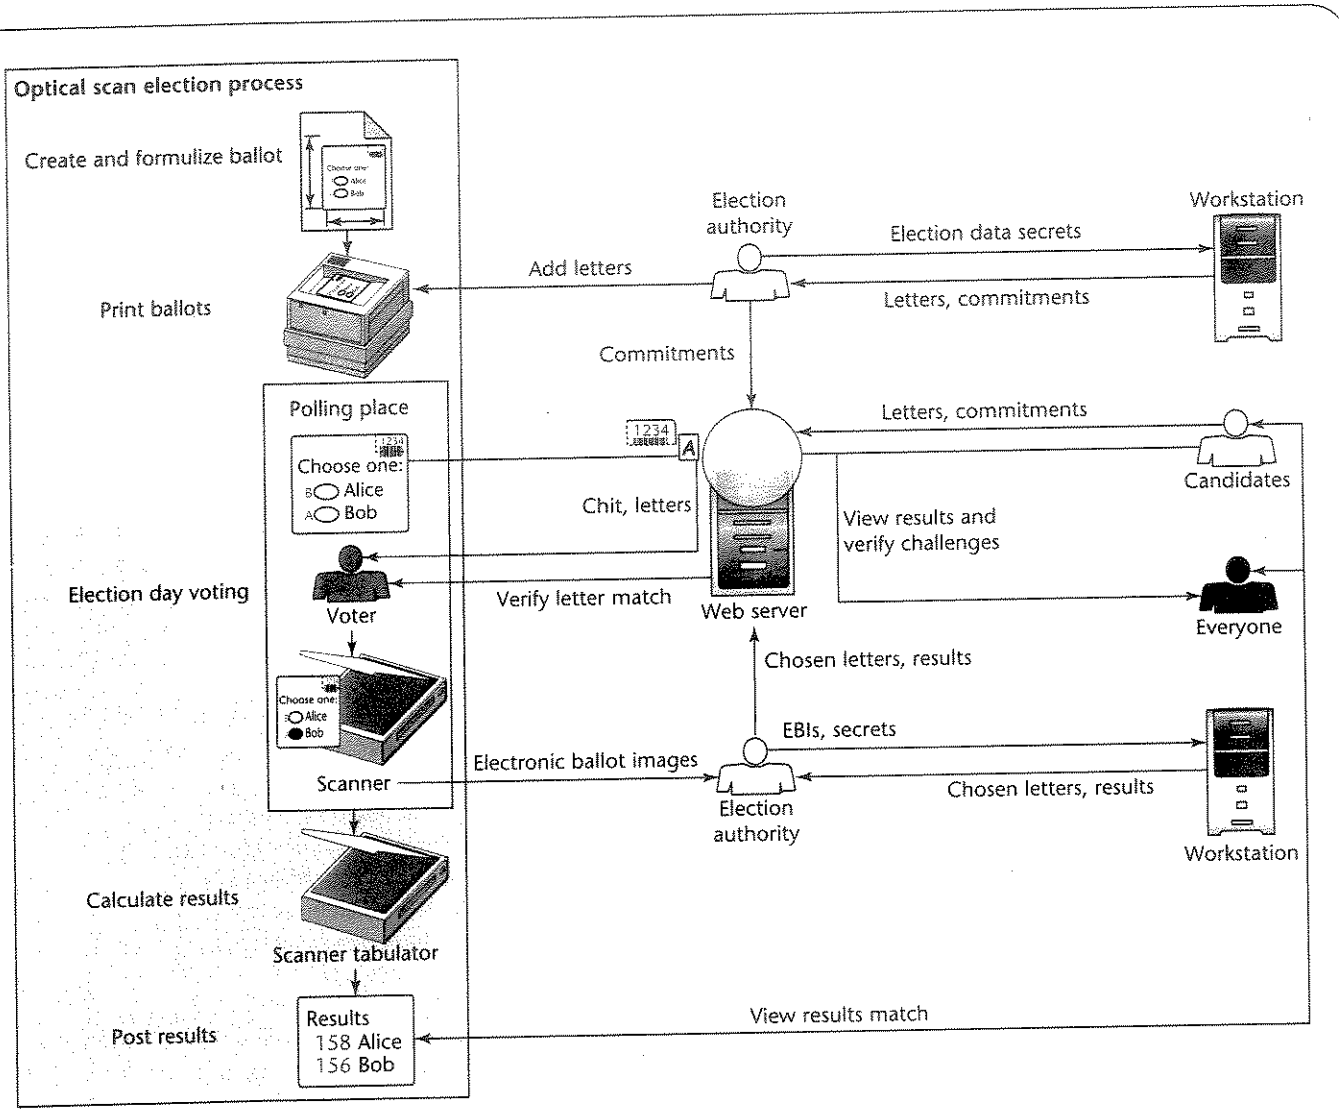 Optical scan election process
Create and formulize ballot
Choose one:
Alice
Bob
Print ballots
Add letters
Election
authority
Election data secrets
Letters, commitments
Workstation
Commitments
Polling place
1234
Choose one:
B Alice
A Bob
1234
A
Chit, letters
Letters, commitments
Candidates
View results and
verify challenges
Election day voting
Voter
Verify letter match
Web server
Everyone
Chosen letters, results
Choose one:
Alice
Bob
Scanner
Electronic ballot images
EBIs, secrets
Chosen letters, results
Election
authority
Workstation
Calculate results
Scanner tabulator
Post results
Results
158 Alice
156 Bob
View results match